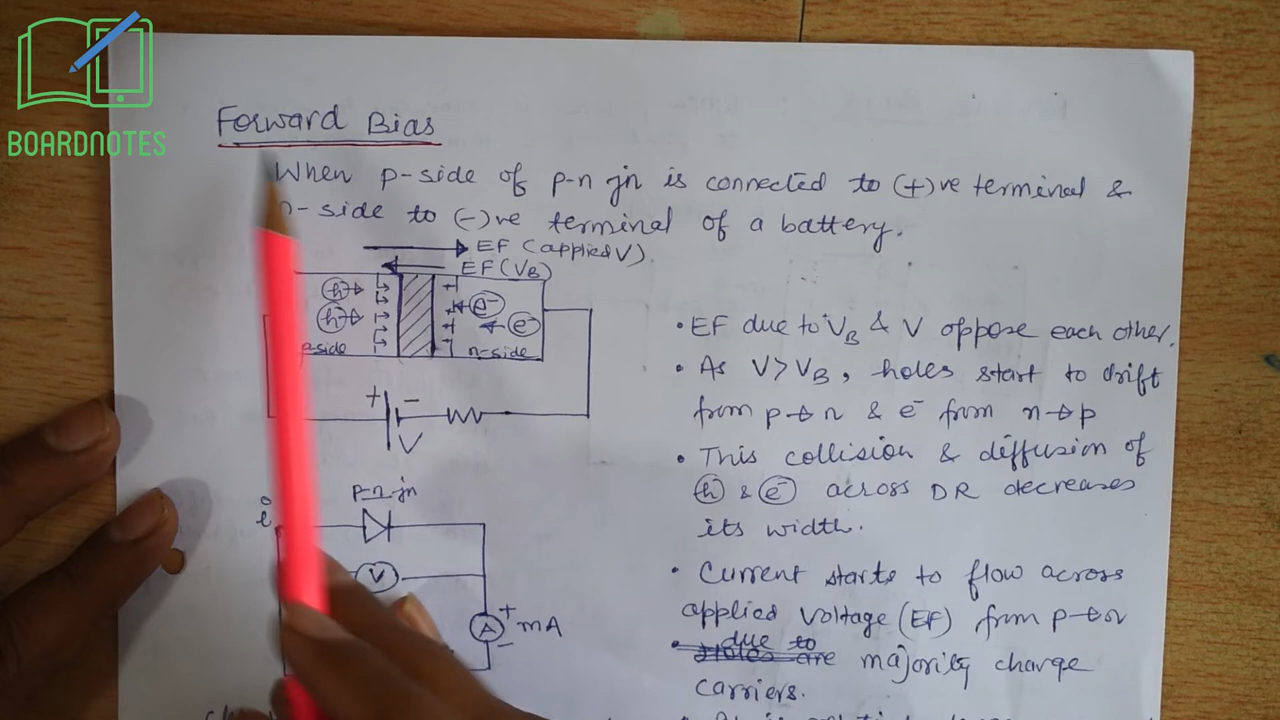 BOARDNOTES
Forward Bias
When p-side of p-n jn is connected to (+)ve terminal &
n-side to (-)ve terminal of a battery.
EF (applied V).
EF (VB)
h h
e- e-
p-side n-side
+ -
V
• EF due to VB & V oppose each other.
• As V > VB, holes start to drift
from p→n & e- from n→p
• This collision & diffusion of
h & e- across DR decreases
its width.
• Current starts to flow across
applied voltage (EF) from p→n
• due to
Holes are majority charge
carriers.
p-n-jn
V
A + - mA